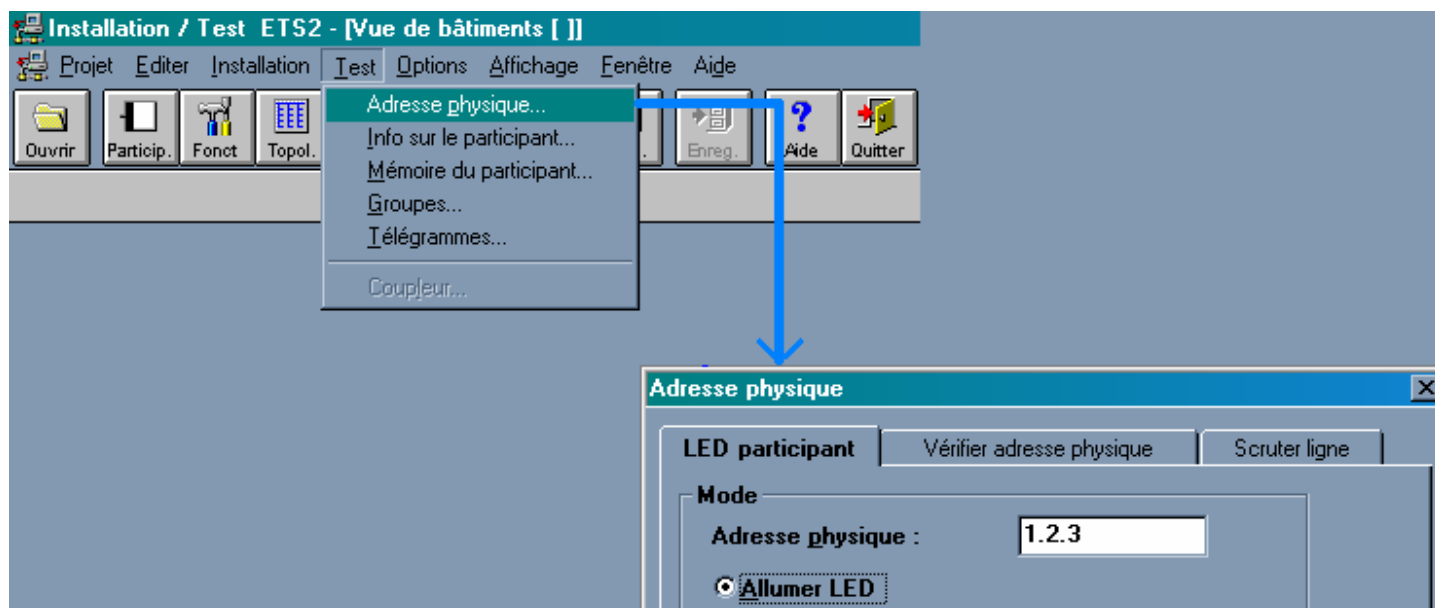 Installation / Test ETS2 - [Vue de bâtiments [ ]]
Projet Editer Installation Test Options Affichage Fenêtre Aide
Ouvrir Particip. Fonct Topol. Enreg. Aide Quitter
Adresse physique...
Info sur le participant...
Mémoire du participant...
Groupes...
Télégrammes...
Coupleur...
Adresse physique
LED participant Vérifier adresse physique Scruter ligne
Mode
Adresse physique : 1.2.3
Allumer LED